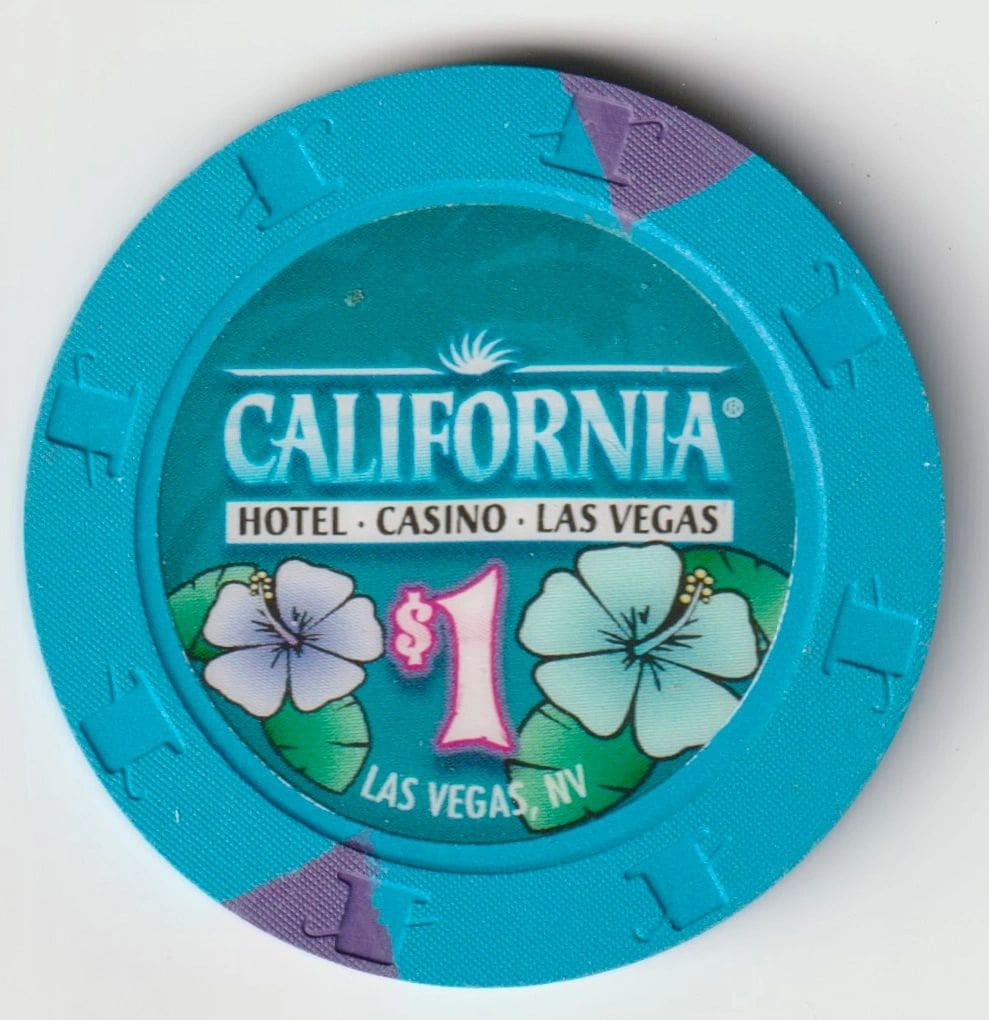 CALIFORNIA®
HOTEL · CASINO · LAS VEGAS
$1
LAS VEGAS, NV